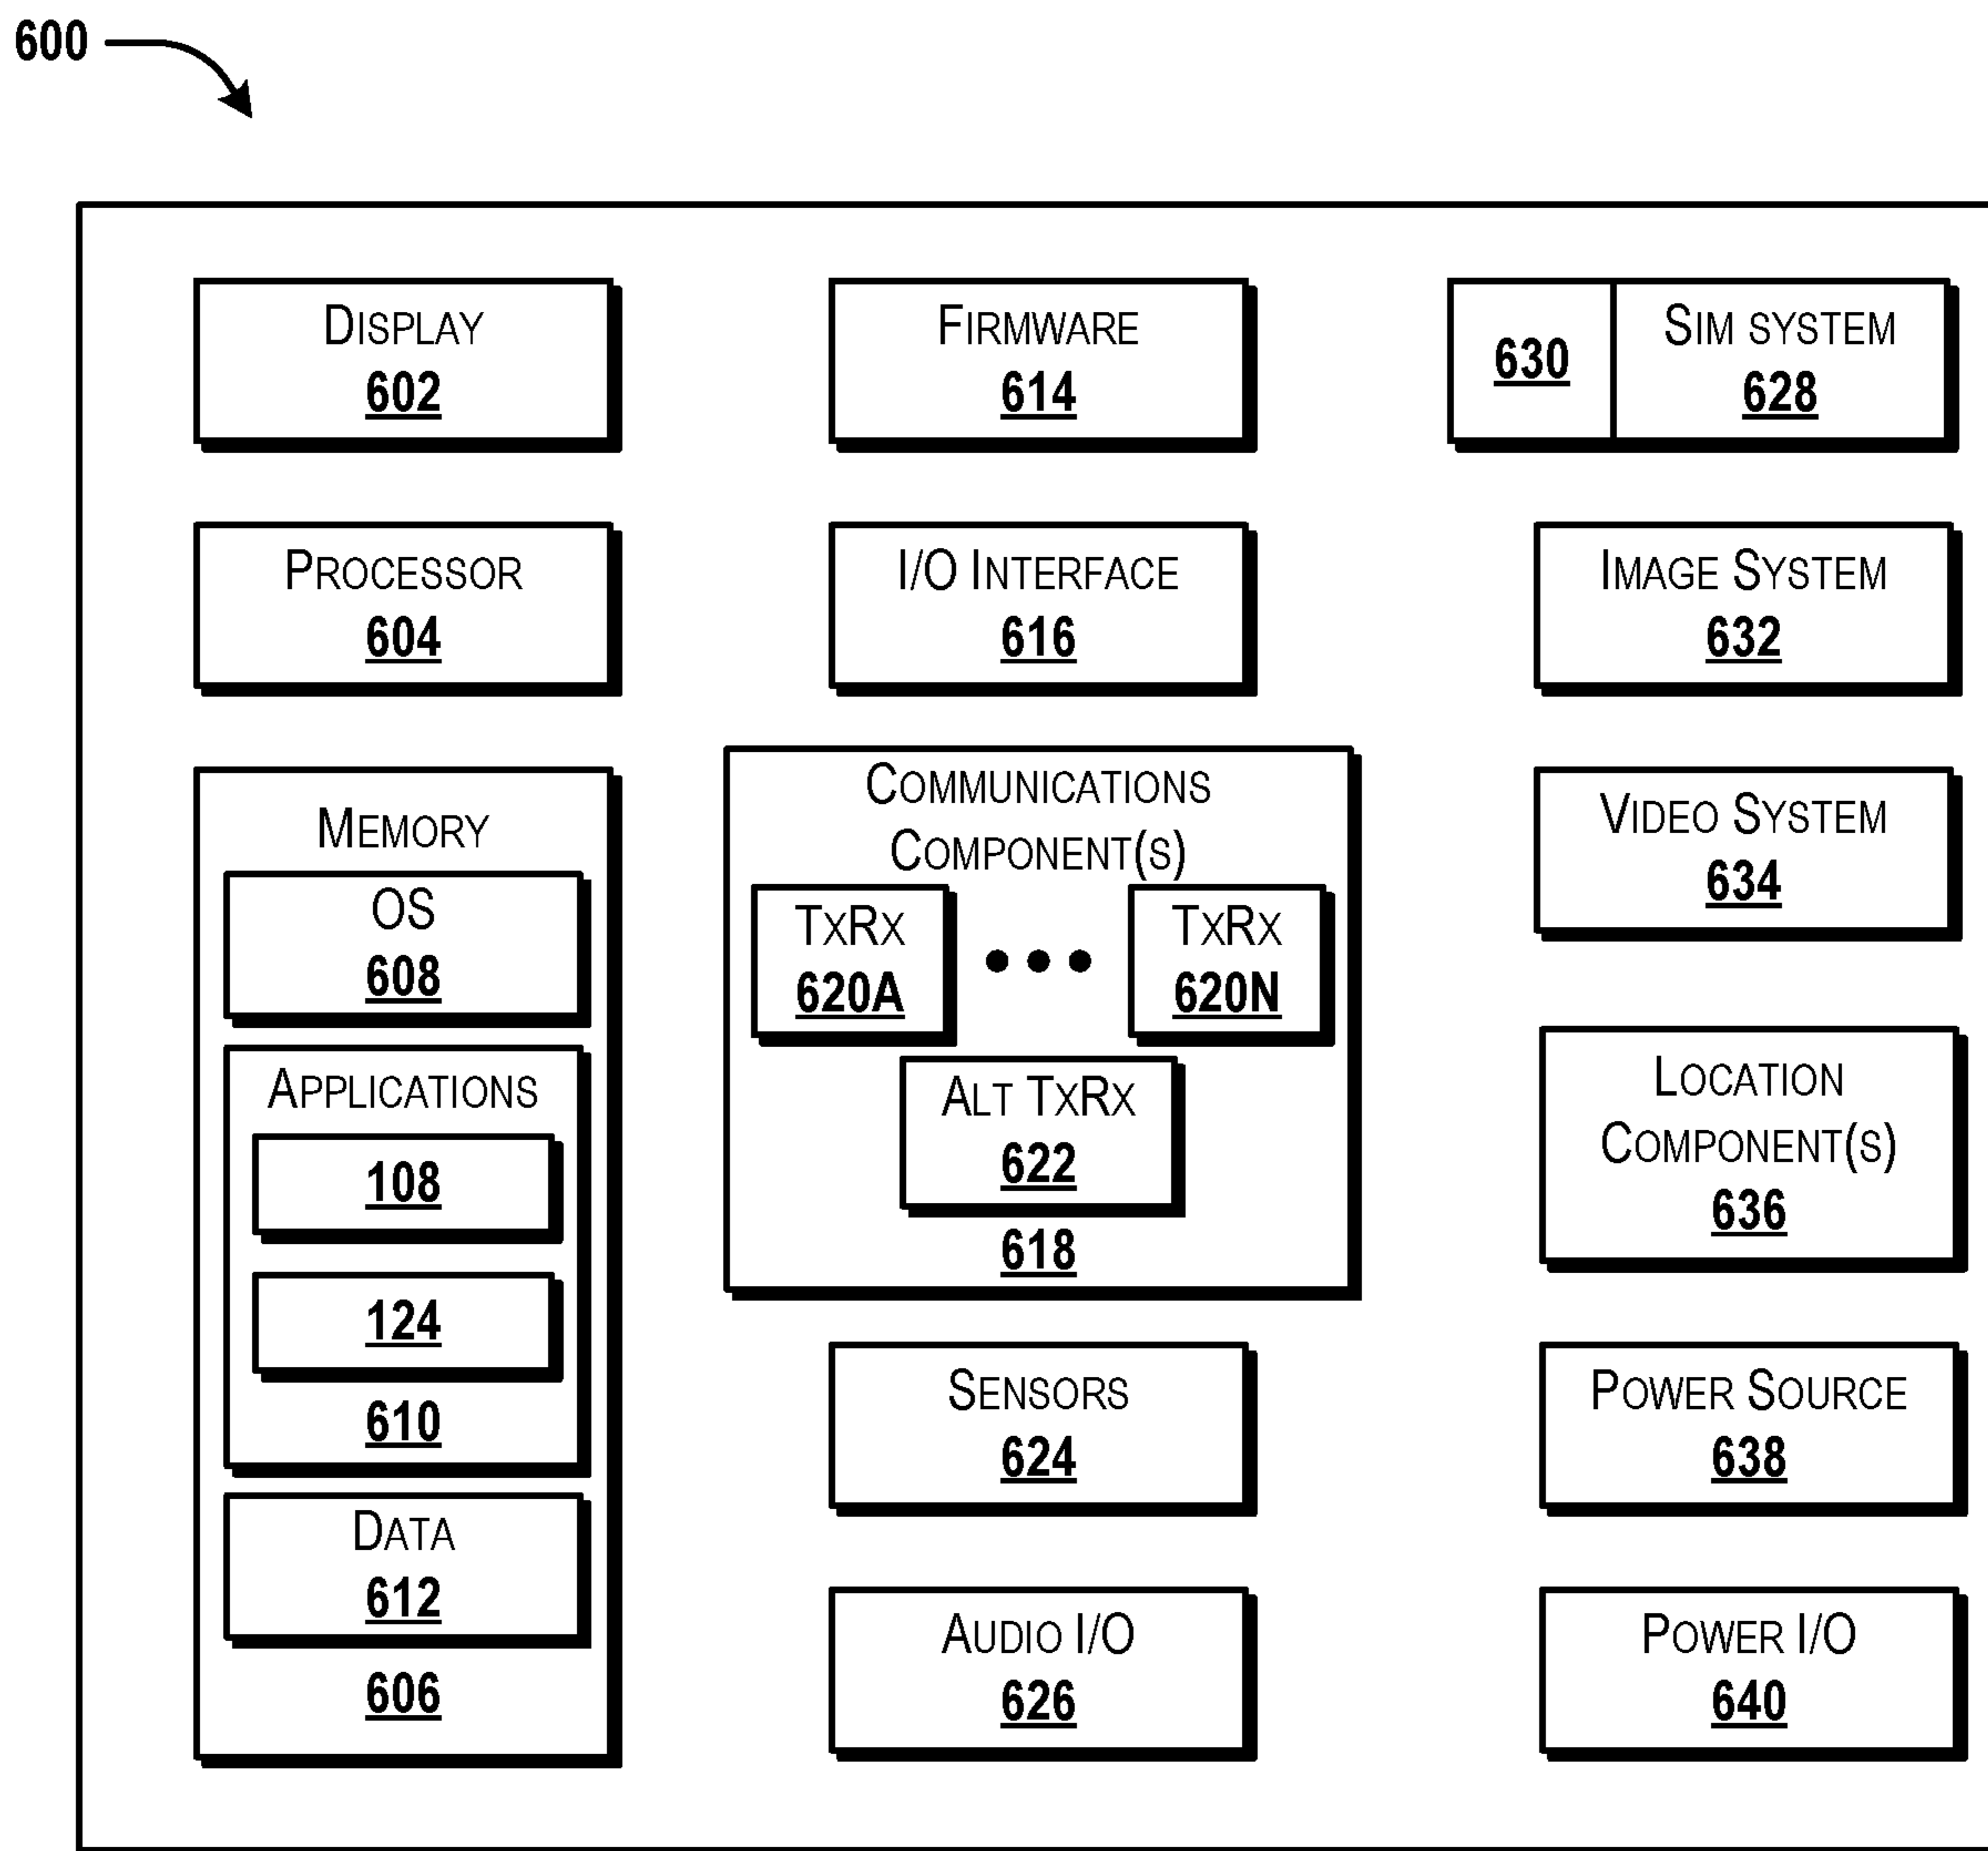 600
DISPLAY
602
PROCESSOR
604
MEMORY
OS
608
APPLICATIONS
108
124
610
DATA
612
606
FIRMWARE
614
I/O INTERFACE
616
COMMUNICATIONS
COMPONENT(S)
TXRX
620A
TXRX
620N
ALT TXRX
622
618
SENSORS
624
AUDIO I/O
626
630
SIM SYSTEM
628
IMAGE SYSTEM
632
VIDEO SYSTEM
634
LOCATION
COMPONENT(S)
636
POWER SOURCE
638
POWER I/O
640